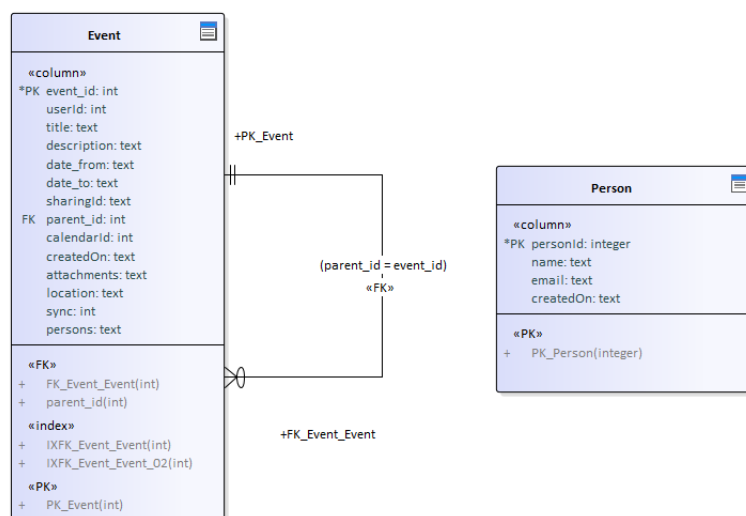 Event
«column»
*PK event_id: int
userId: int
title: text
description: text
date_from: text
date_to: text
sharingId: text
FK parent_id: int
calendarId: int
createdOn: text
attachments: text
location: text
sync: int
persons: text
«FK»
+ FK_Event_Event(int)
+ parent_id(int)
«index»
+ IXFK_Event_Event(int)
+ IXFK_Event_Event_02(int)
«PK»
+ PK_Event(int)
+PK_Event
(parent_id = event_id)
«FK»
+FK_Event_Event
Person
«column»
*PK personId: integer
name: text
email: text
createdOn: text
«PK»
+ PK_Person(integer)